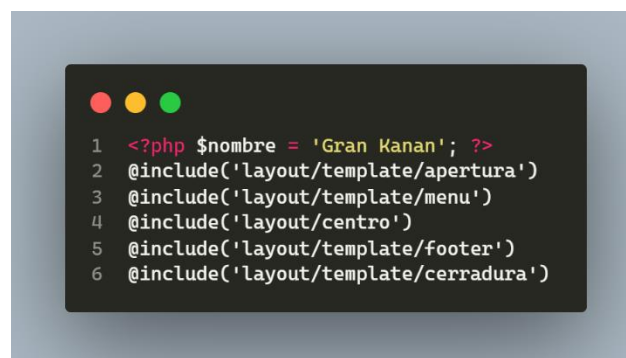 1 <?php $nombre = 'Gran Kanan'; ?>
2 @include('layout/template/apertura')
3 @include('layout/template/menu')
4 @include('layout/centro')
5 @include('layout/template/footer')
6 @include('layout/template/cerradura')